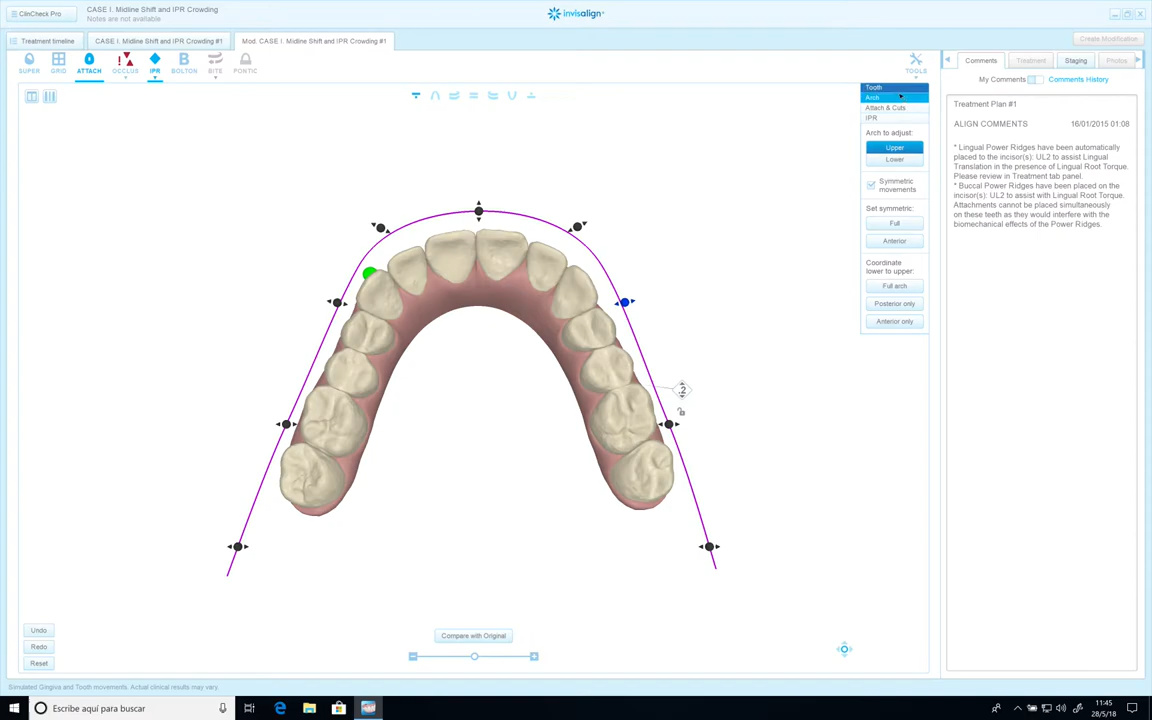 ClinCheck Pro
CASE I. Midline Shift and IPR Crowding
Notes are not available
invisalign
Treatment timeline
CASE I. Midline Shift and IPR Crowding #1
Mod. CASE I. Midline Shift and IPR Crowding #1
Create Modification
SUPER
GRID
ATTACH
OCCLUS
IPR
BOLTON
BITE
PONTIC
TOOLS
Comments
Treatment
Staging
Photos
My Comments
Comments History
Tooth
Arch
Attach & Cuts
IPR
Arch to adjust:
Upper
Lower
Symmetric
movements
Set symmetric:
Full
Anterior
Coordinate
lower to upper:
Full arch
Posterior only
Anterior only
.2
Treatment Plan #1
ALIGN COMMENTS 16/01/2015 01:08
* Lingual Power Ridges have been automatically
placed to the incisor(s): UL2 to assist Lingual
Translation in the presence of Lingual Root Torque.
Please review in Treatment tab panel.
* Buccal Power Ridges have been placed on the
incisor(s): UL2 to assist with Lingual Root Torque.
Attachments cannot be placed simultaneously
on these teeth as they would interfere with the
biomechanical effects of the Power Ridges.
Undo
Redo
Reset
Compare with Original
Simulated Gingiva and Tooth movements. Actual clinical results may vary.
Escribe aquí para buscar
11:45
28/5/18